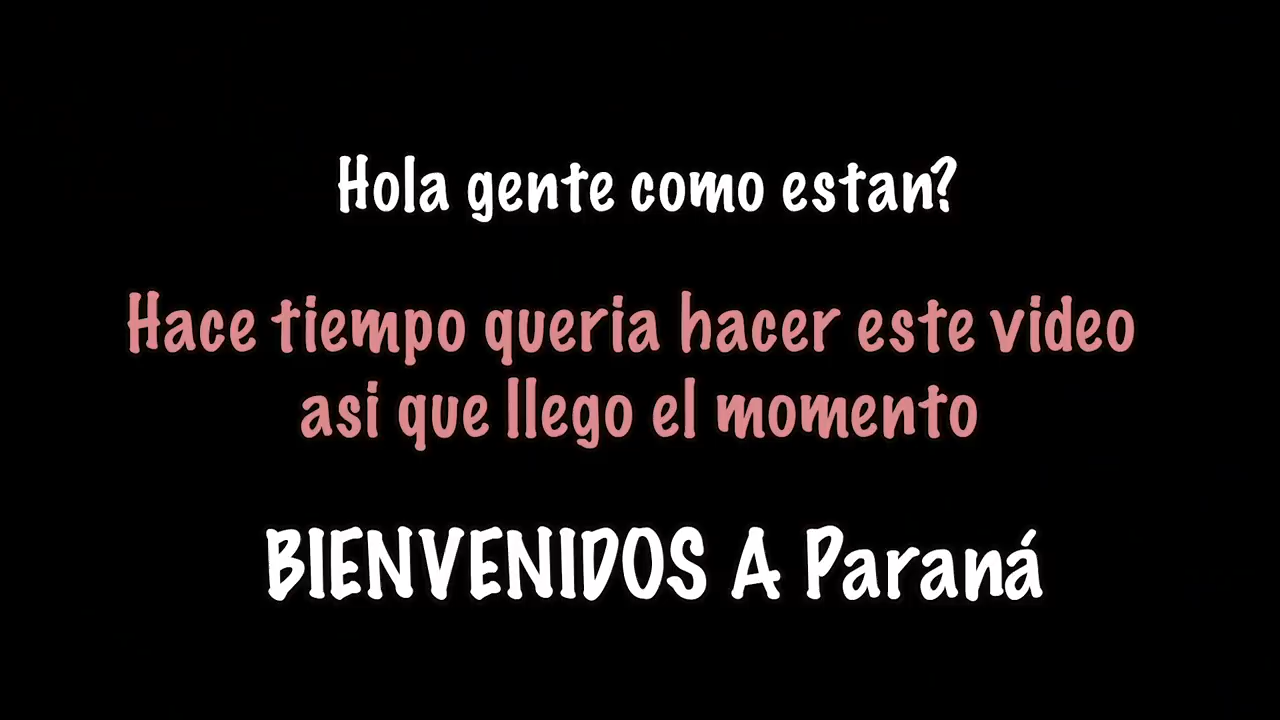 Hola gente como estan?
Hace tiempo queria hacer este video
asi que llego el momento
BIENVENIDOS A Paraná